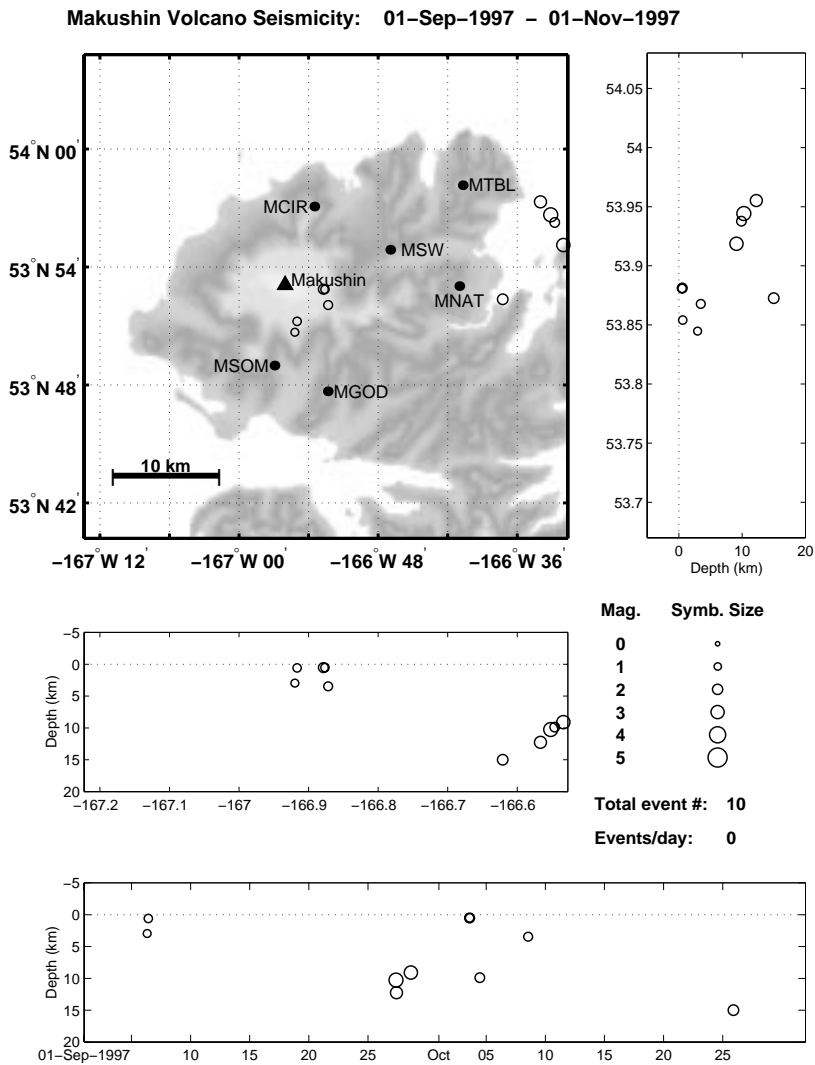 Makushin Volcano Seismicity: 01−Sep−1997 − 01−Nov−1997
54°N 00'
53°N 54'
53°N 48'
53°N 42'
−167°W 12'
−167°W 00'
−166°W 48'
−166°W 36'
MTBL
MCIR
MSW
Makushin
MNAT
MSOM
MGOD
10 km
54.05
54
53.95
53.9
53.85
53.8
53.75
53.7
0 10 20
Depth (km)
−5
0
5
10
15
20
Depth (km)
−167.2 −167.1 −167 −166.9 −166.8 −166.7 −166.6
Mag. Symb. Size
0
1
2
3
4
5
Total event #: 10
Events/day: 0
−5
0
5
10
15
20
Depth (km)
01−Sep−1997 10 15 20 25 Oct 05 10 15 20 25